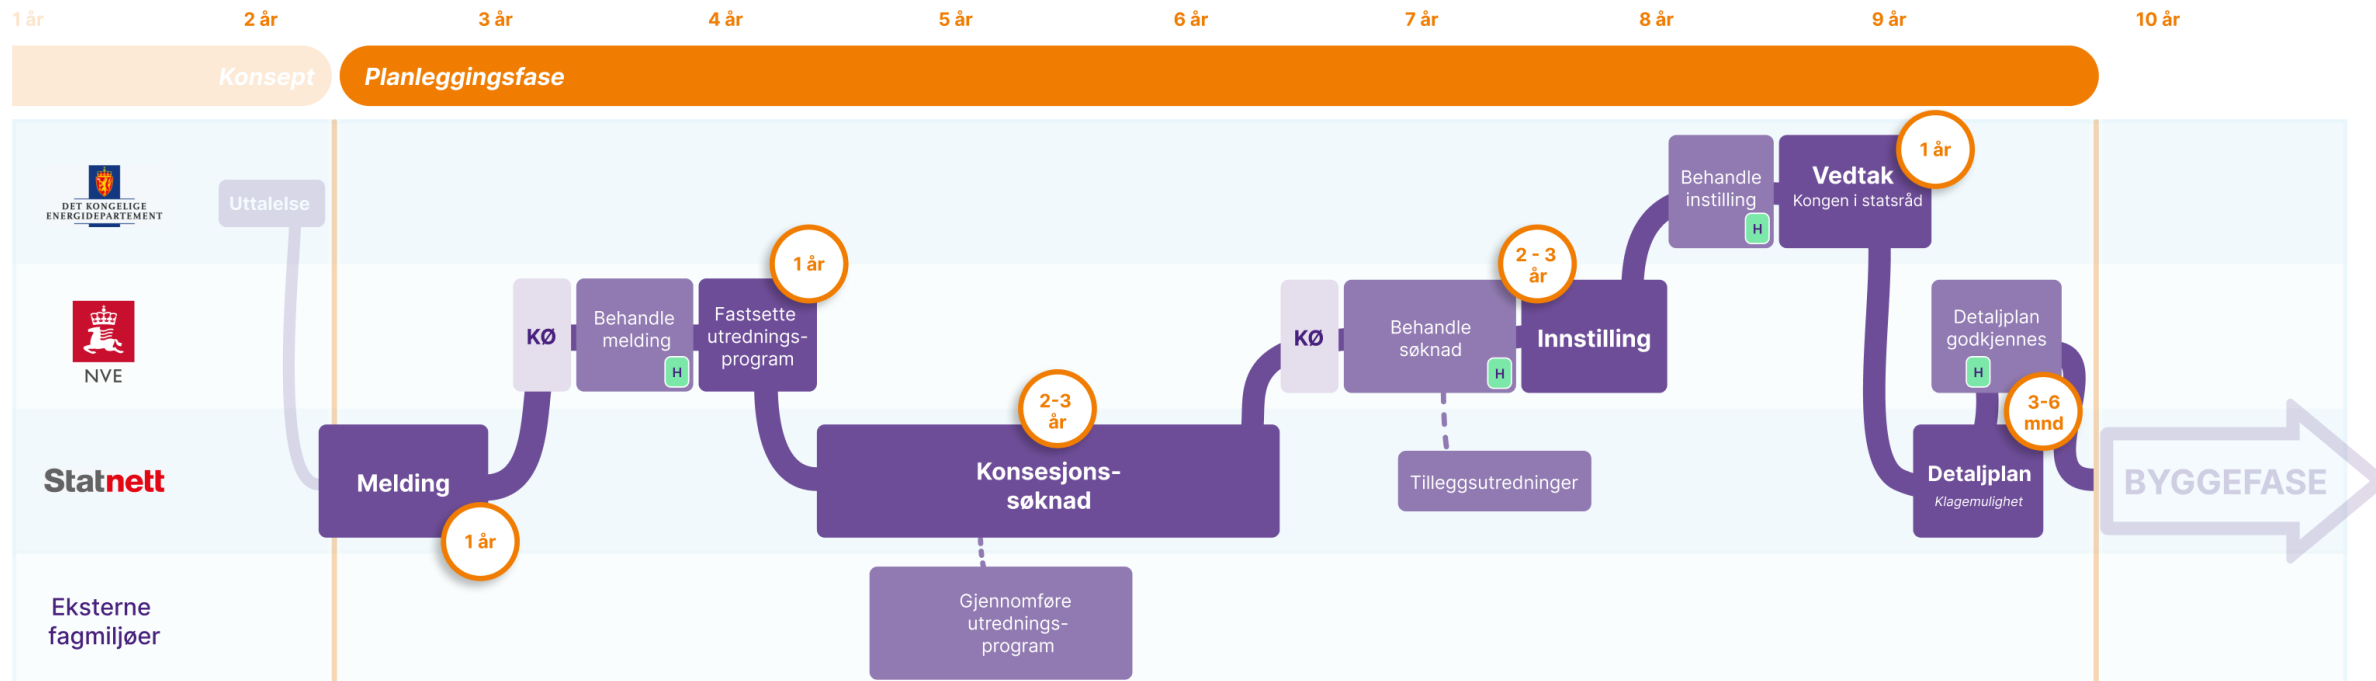 1 år
2 år
3 år
4 år
5 år
6 år
7 år
8 år
9 år
10 år
Konsept
Planleggingsfase
DET KONGELIGE
ENERGIDEPARTEMENT
Uttalelse
Behandle
instilling
H
Vedtak
Kongen i statsråd
1 år
NVE
KØ
Behandle
melding
H
Fastsette
utrednings-
program
1 år
KØ
Behandle
søknad
H
2 - 3
år
Innstilling
Detaljplan
godkjennes
H
3-6
mnd
Statnett
Melding
1 år
2-3
år
Konsesjons-
søknad
Tilleggsutredninger
Detaljplan
Klagemulighet
BYGGEFASE
Eksterne
fagmiljøer
Gjennomføre
utrednings-
program